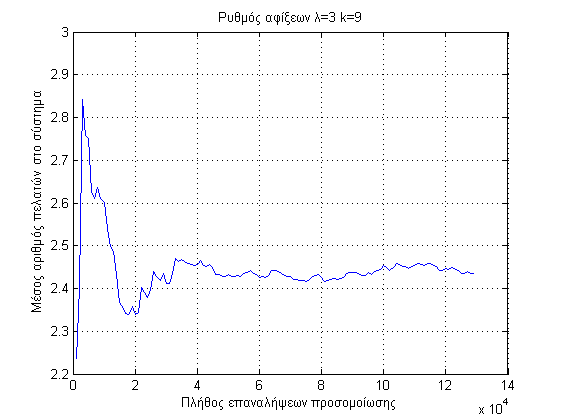 Ρυθμός αφίξεων λ=3 k=9
Μέσος αριθμός πελατών στο σύστημα
3
2.9
2.8
2.7
2.6
2.5
2.4
2.3
2.2
0 2 4 6 8 10 12 14
x 10^4
Πλήθος επαναλήψεων προσομοίωσης